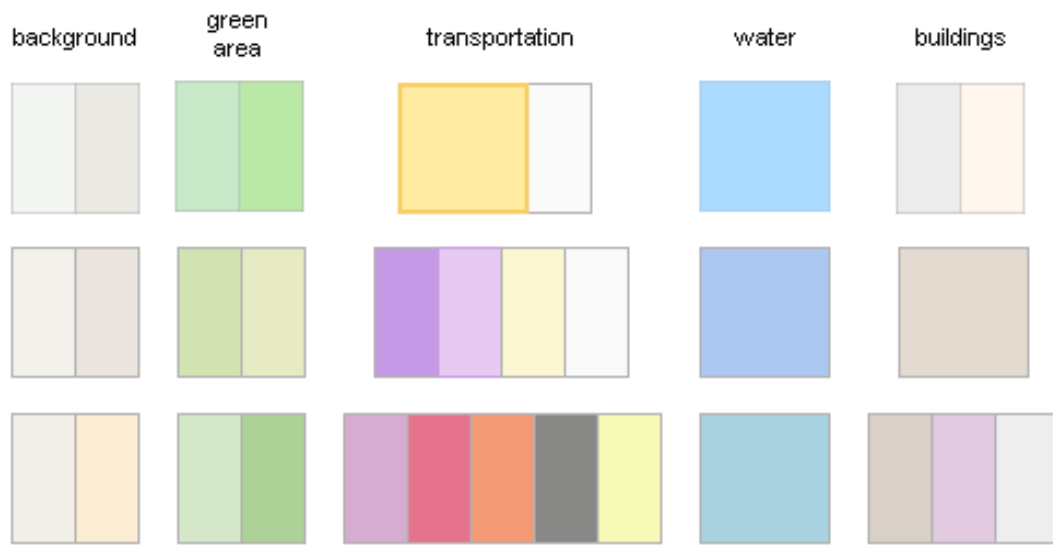 background
green
area
transportation
water
buildings